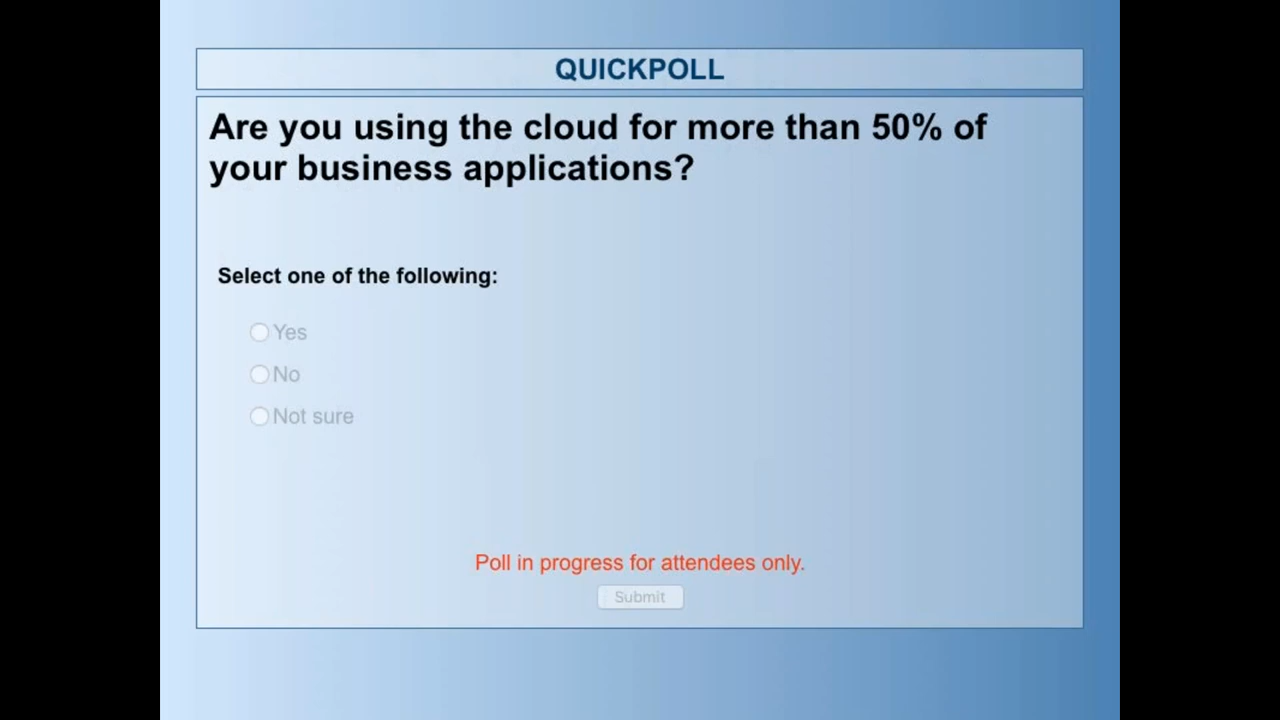 QUICKPOLL
Are you using the cloud for more than 50% of
your business applications?
Select one of the following:
Yes
No
Not sure
Poll in progress for attendees only.
Submit